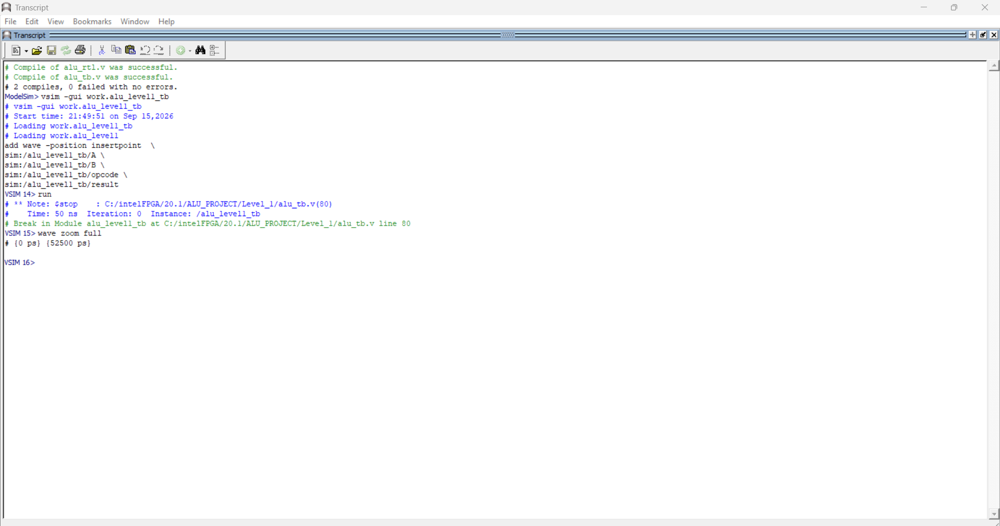 Transcript
File Edit View Bookmarks Window Help
Transcript
# Compile of alu_rtl.v was successful.
# Compile of alu_tb.v was successful.
# 2 compiles, 0 failed with no errors.
ModelSim> vsim -gui work.alu_level1_tb
# vsim -gui work.alu_level1_tb
# Start time: 21:49:51 on Sep 15,2026
# Loading work.alu_level1_tb
# Loading work.alu_level1
add wave -position insertpoint  \
sim:/alu_level1_tb/A \
sim:/alu_level1_tb/B \
sim:/alu_level1_tb/opcode \
sim:/alu_level1_tb/result
VSIM 14> run
# ** Note: $stop    : C:/intelFPGA/20.1/ALU_PROJECT/Level_1/alu_tb.v(80)
#    Time: 50 ns  Iteration: 0  Instance: /alu_level1_tb
# Break in Module alu_level1_tb at C:/intelFPGA/20.1/ALU_PROJECT/Level_1/alu_tb.v line 80
VSIM 15> wave zoom full
# {0 ps} {52500 ps}
VSIM 16>